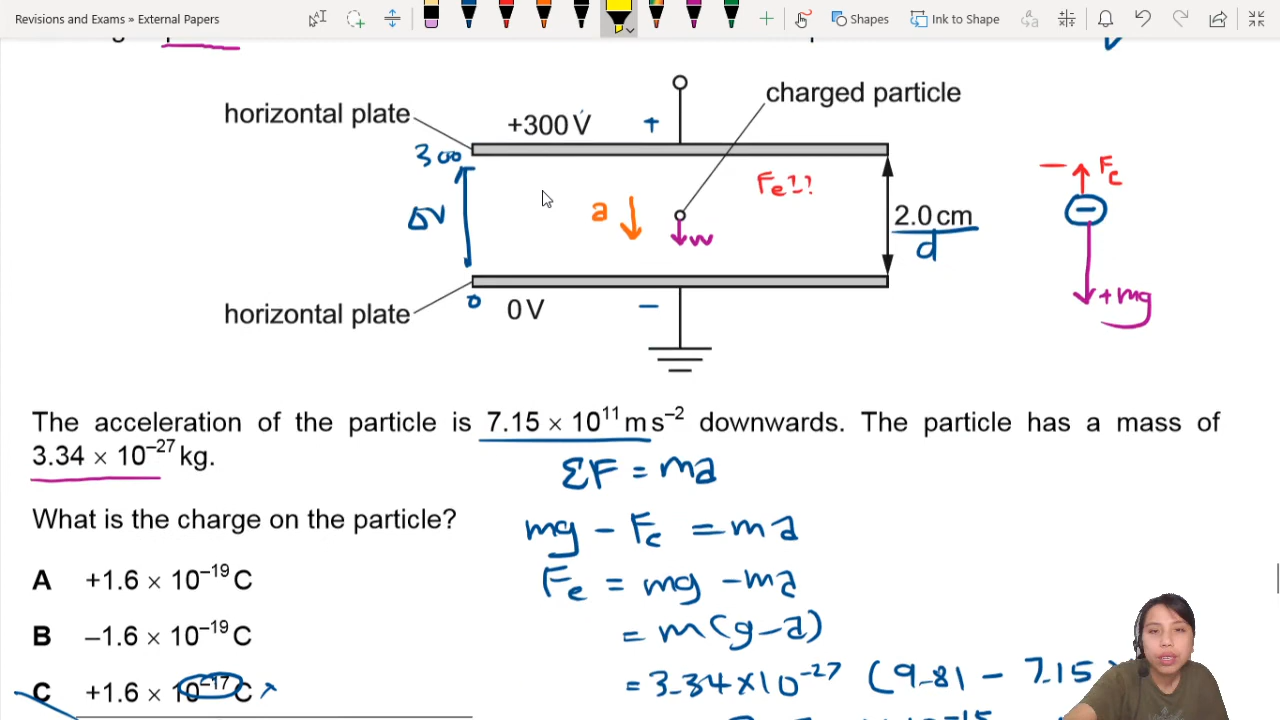 Revisions and Exams » External Papers
Shapes
Ink to Shape
charged particle
horizontal plate
+300 V
+
300
Fe??
Fe
a
ΔV
2.0 cm
d
w
horizontal plate
0
0 V
−
+mg
The acceleration of the particle is 7.15 × 10¹¹ m s⁻² downwards. The particle has a mass of
3.34 × 10⁻²⁷ kg.
ΣF = ma
What is the charge on the particle?
mg − Fe = ma
Fe = mg − ma
A +1.6 × 10⁻¹⁹ C
= m(g−a)
B –1.6 × 10⁻¹⁹ C
= 3.34×10⁻²⁷ (9.81 − 7.15
C +1.6 × 10⁻¹⁷ C ×